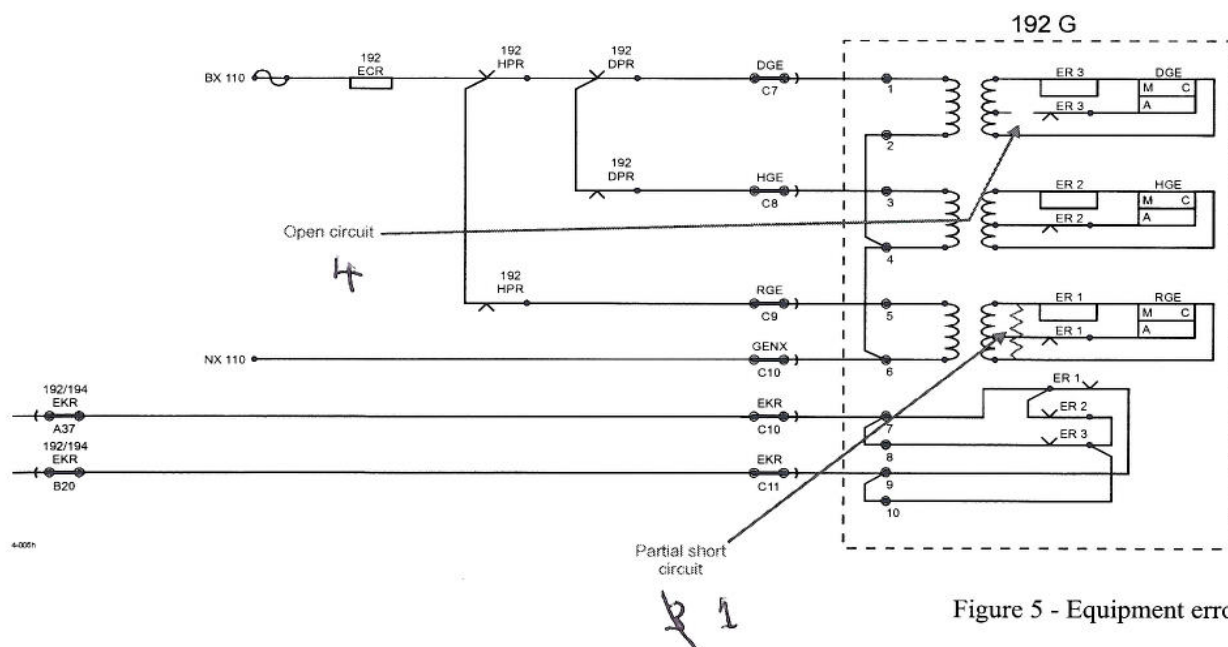 192 G
BX 110
192
ECR
192
HPR
192
DPR
DGE
C7
1
ER 3
DGE
M C
A
ER 3
2
192
DPR
HGE
C8
3
ER 2
HGE
M C
A
ER 2
Open circuit
4
4
192
HPR
RGE
C9
5
ER 1
RGE
M C
A
ER 1
NX 110
GENX
C10
6
192/194
EKR
A37
EKR
C10
7
ER 1
ER 2
8
ER 3
192/194
EKR
B20
EKR
C11
9
10
Partial short
circuit
1
Figure 5 - Equipment erro